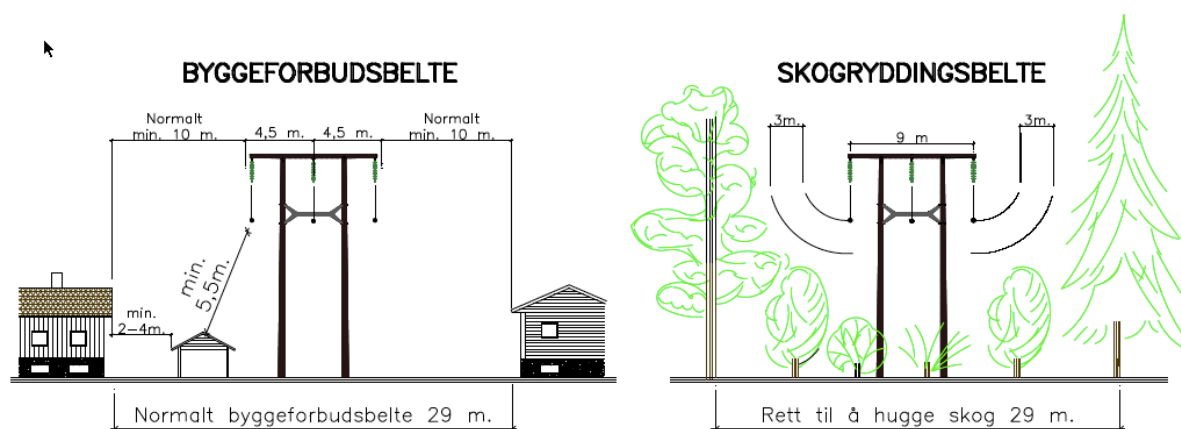 BYGGEFORBUDSBELTE
Normalt
min. 10 m.
4,5 m.
4,5 m.
Normalt
min. 10 m.
min.
5,5m.
min.
2-4m.
Normalt byggeforbudsbelte 29 m.
SKOGRYDDINGSBELTE
3m.
9 m
3m.
Rett til å hugge skog 29 m.